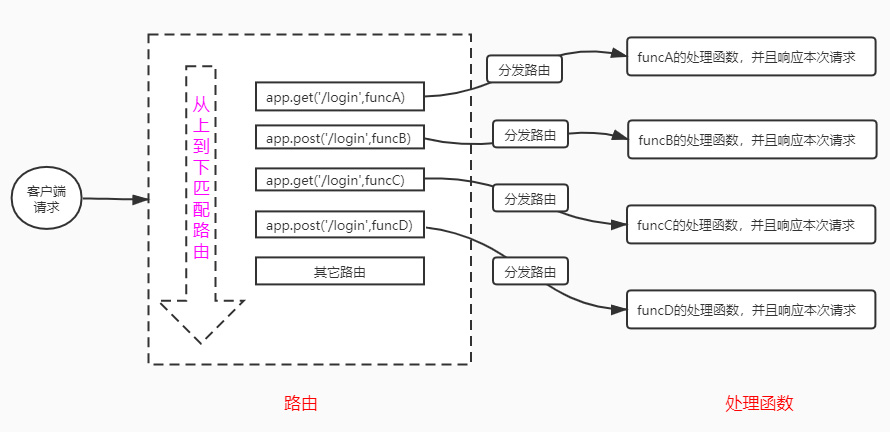 客户端
请求
从上到下匹配路由
app.get('/login',funcA)
app.post('/login',funcB)
app.get('/login',funcC)
app.post('/login',funcD)
其它路由
分发路由
分发路由
分发路由
分发路由
funcA的处理函数，并且响应本次请求
funcB的处理函数，并且响应本次请求
funcC的处理函数，并且响应本次请求
funcD的处理函数，并且响应本次请求
路由
处理函数